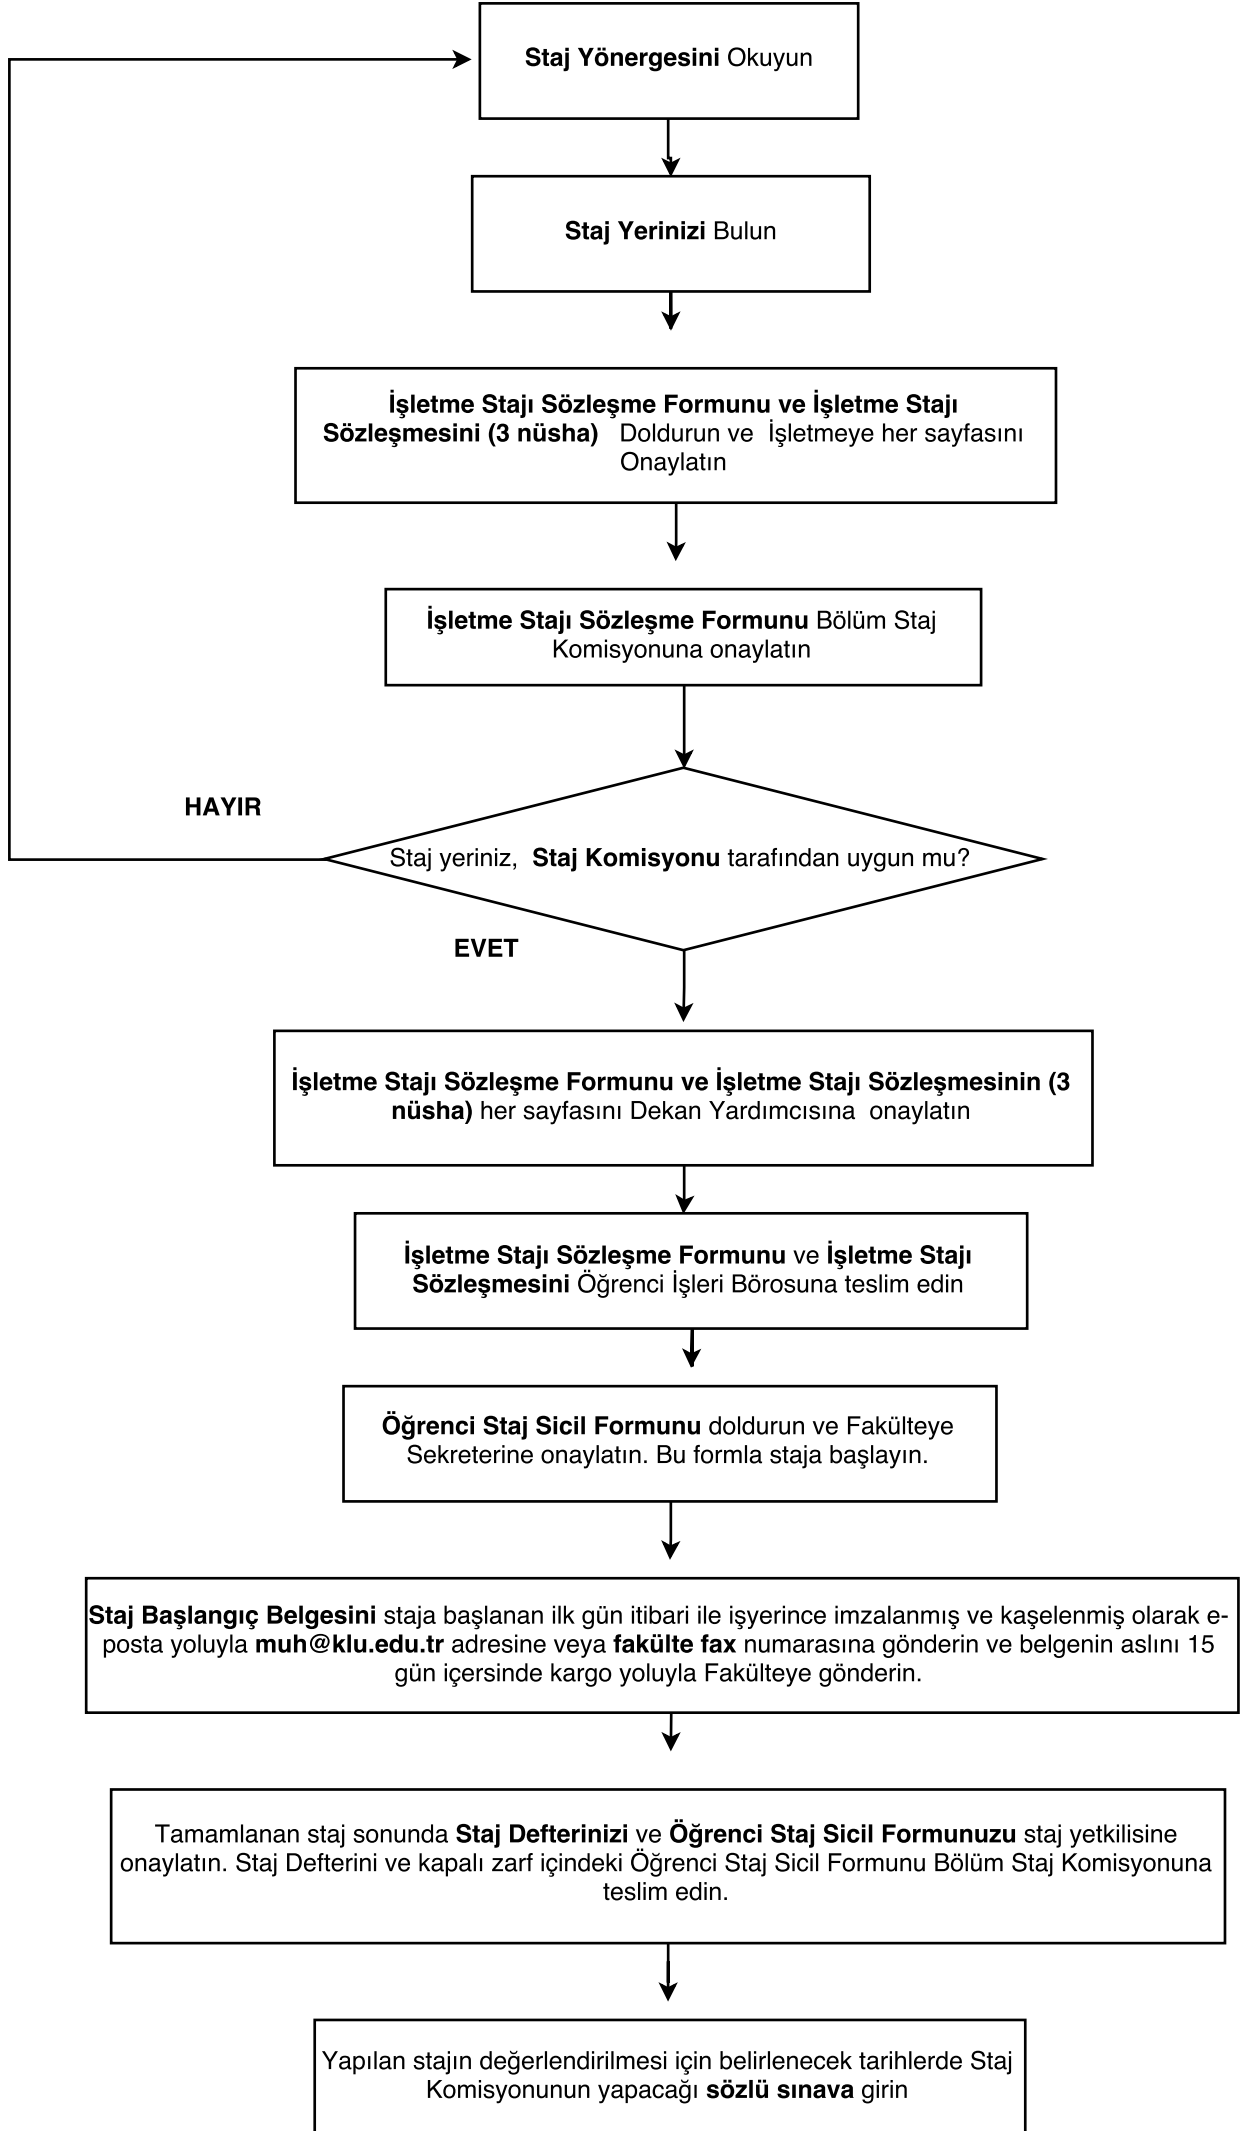 Staj Yönergesini Okuyun
Staj Yerinizi Bulun
İşletme Stajı Sözleşme Formunu ve İşletme Stajı
Sözleşmesini (3 nüsha) Doldurun ve İşletmeye her sayfasını
Onaylatın
İşletme Stajı Sözleşme Formunu Bölüm Staj
Komisyonuna onaylatın
HAYIR
Staj yeriniz, Staj Komisyonu tarafından uygun mu?
EVET
İşletme Stajı Sözleşme Formunu ve İşletme Stajı Sözleşmesinin (3
nüsha) her sayfasını Dekan Yardımcısına onaylatın
İşletme Stajı Sözleşme Formunu ve İşletme Stajı
Sözleşmesini Öğrenci İşleri Börosuna teslim edin
Öğrenci Staj Sicil Formunu doldurun ve Fakülteye
Sekreterine onaylatın. Bu formla staja başlayın.
Staj Başlangıç Belgesini staja başlanan ilk gün itibari ile işyerince imzalanmış ve kaşelenmiş olarak e-
posta yoluyla muh@klu.edu.tr adresine veya fakülte fax numarasına gönderin ve belgenin aslını 15
gün içersinde kargo yoluyla Fakülteye gönderin.
Tamamlanan staj sonunda Staj Defterinizi ve Öğrenci Staj Sicil Formunuzu staj yetkilisine
onaylatın. Staj Defterini ve kapalı zarf içindeki Öğrenci Staj Sicil Formunu Bölüm Staj Komisyonuna
teslim edin.
Yapılan stajın değerlendirilmesi için belirlenecek tarihlerde Staj
Komisyonunun yapacağı sözlü sınava girin